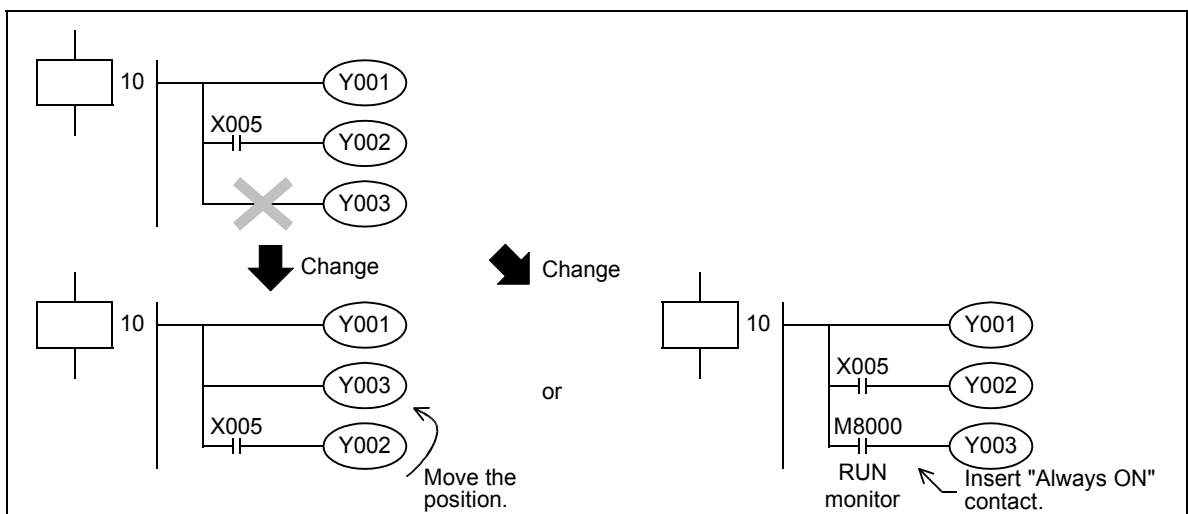 10
Y001
X005
Y002
Y003
Change
Change
10
Y001
Y003
X005
Y002
Move the
position.
or
10
Y001
X005
Y002
M8000
Y003
RUN
monitor
Insert "Always ON"
contact.